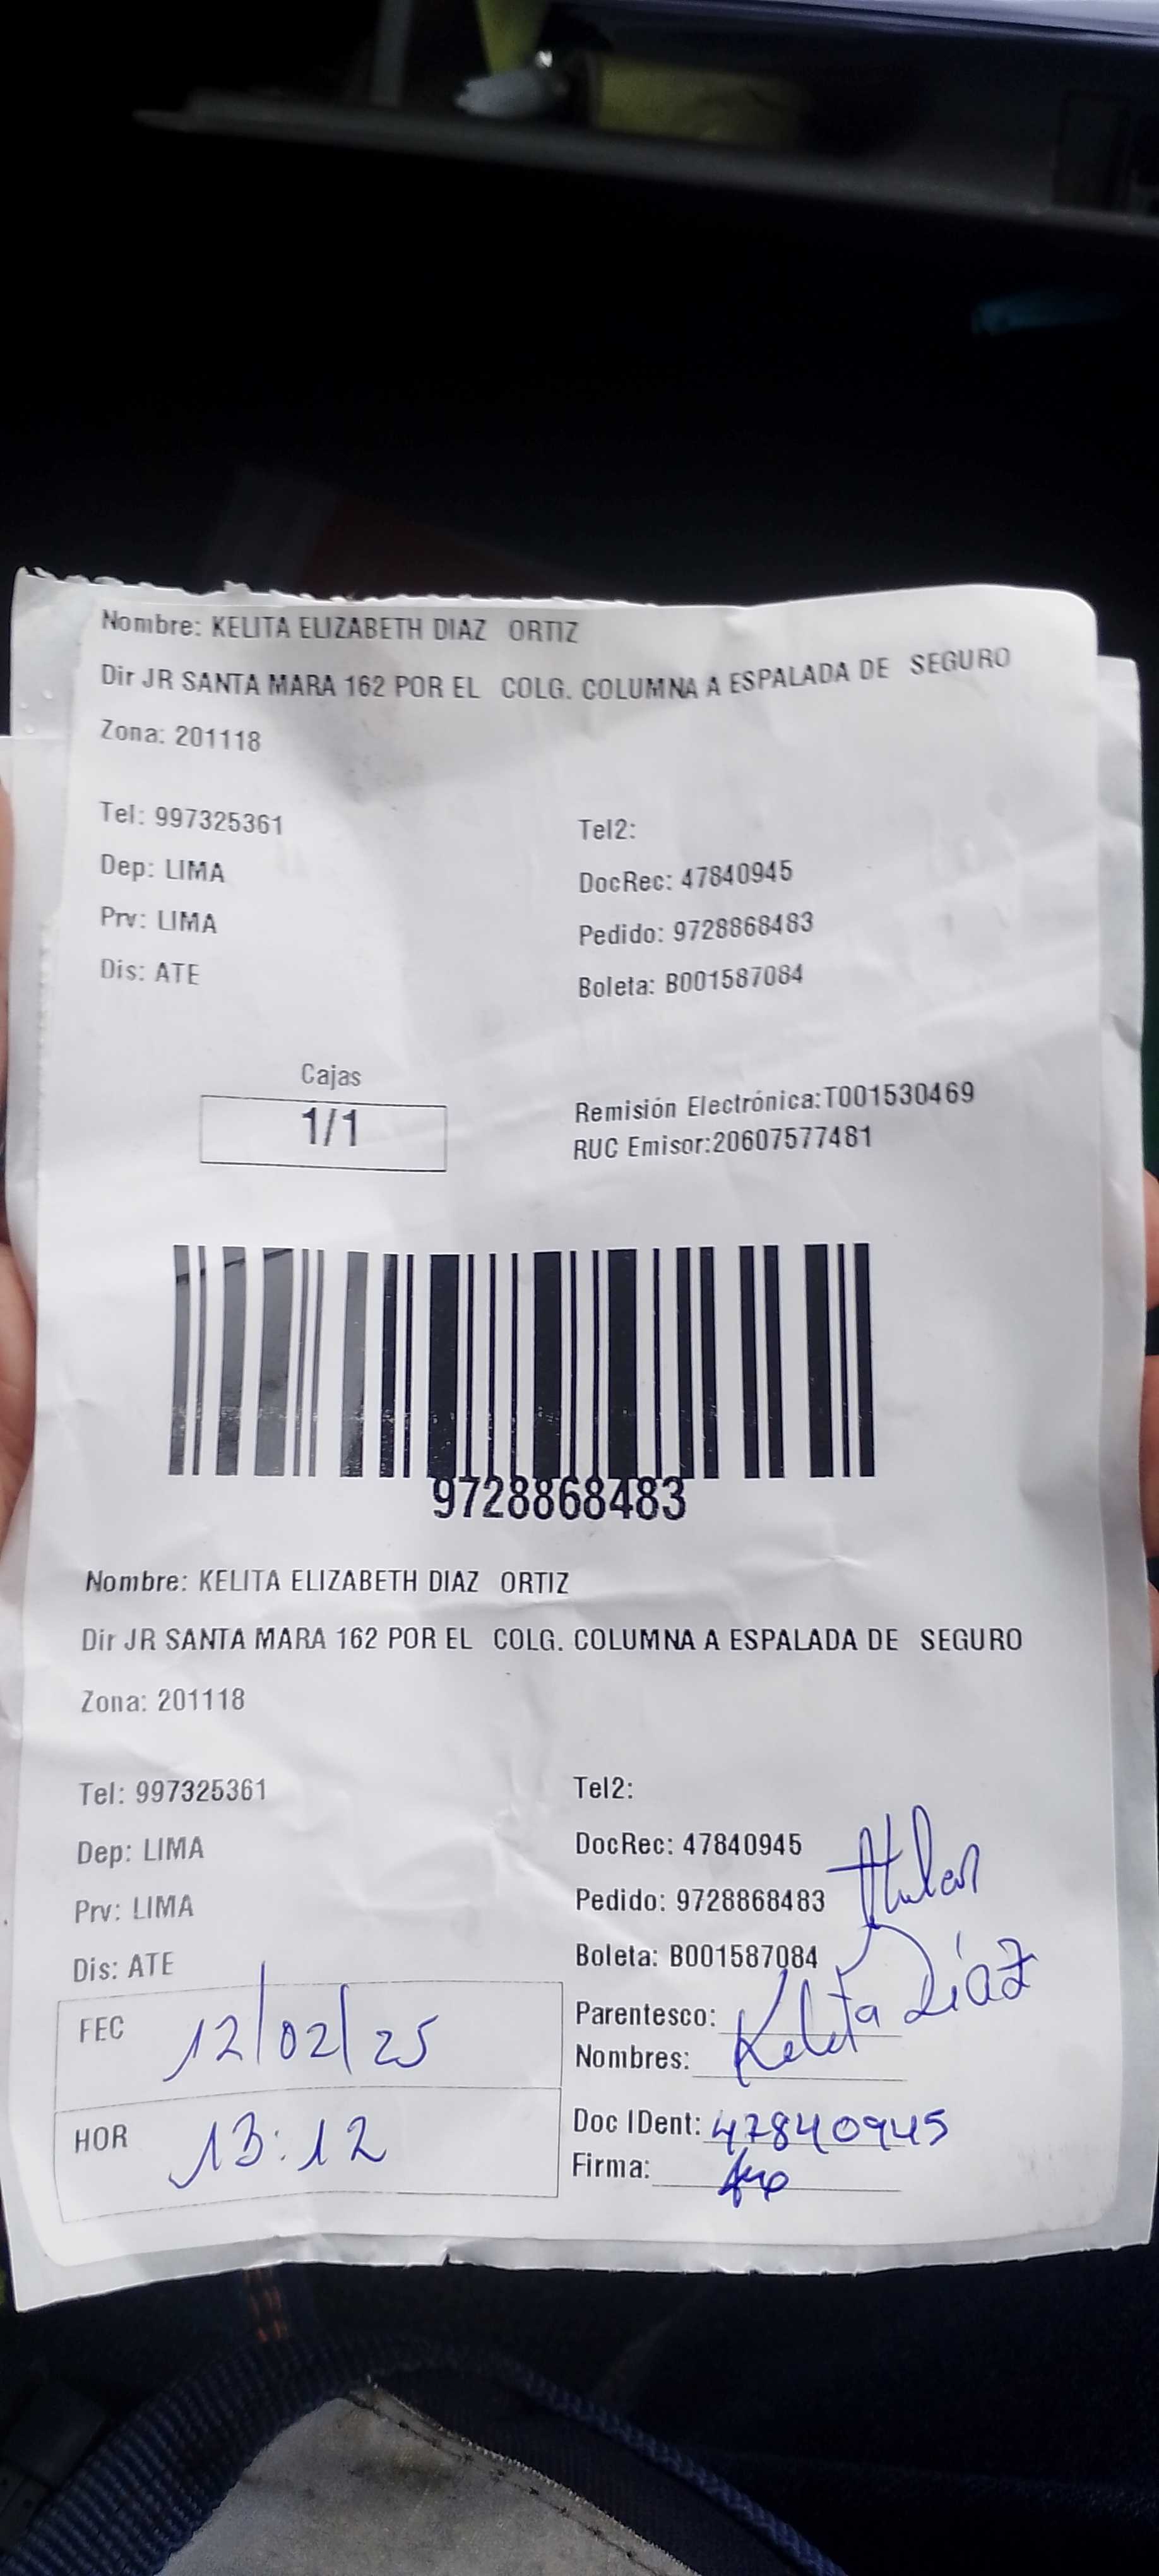 Nombre: KELITA ELIZABETH DIAZ ORTIZ
Dir JR SANTA MARA 162 POR EL COLG. COLUMNA A ESPALADA DE SEGURO
Zona: 201118
Tel: 997325361
Tel2:
Dep: LIMA
DocRec: 47840945
Prv: LIMA
Pedido: 9728868483
Dis: ATE
Boleta: B001587084
Cajas
1/1
Remisión Electrónica:T001530469
RUC Emisor:20607577481
9728868483
Nombre: KELITA ELIZABETH DIAZ ORTIZ
Dir JR SANTA MARA 162 POR EL COLG. COLUMNA A ESPALADA DE SEGURO
Zona: 201118
Tel: 997325361
Tel2:
Dep: LIMA
DocRec: 47840945
Prv: LIMA
Pedido: 9728868483
Dis: ATE
Boleta: B001587084
FEC 12/02/25
Parentesco: titular
Nombres: Kelita Díaz
HOR 13:12
Doc IDent: 47840945
Firma: